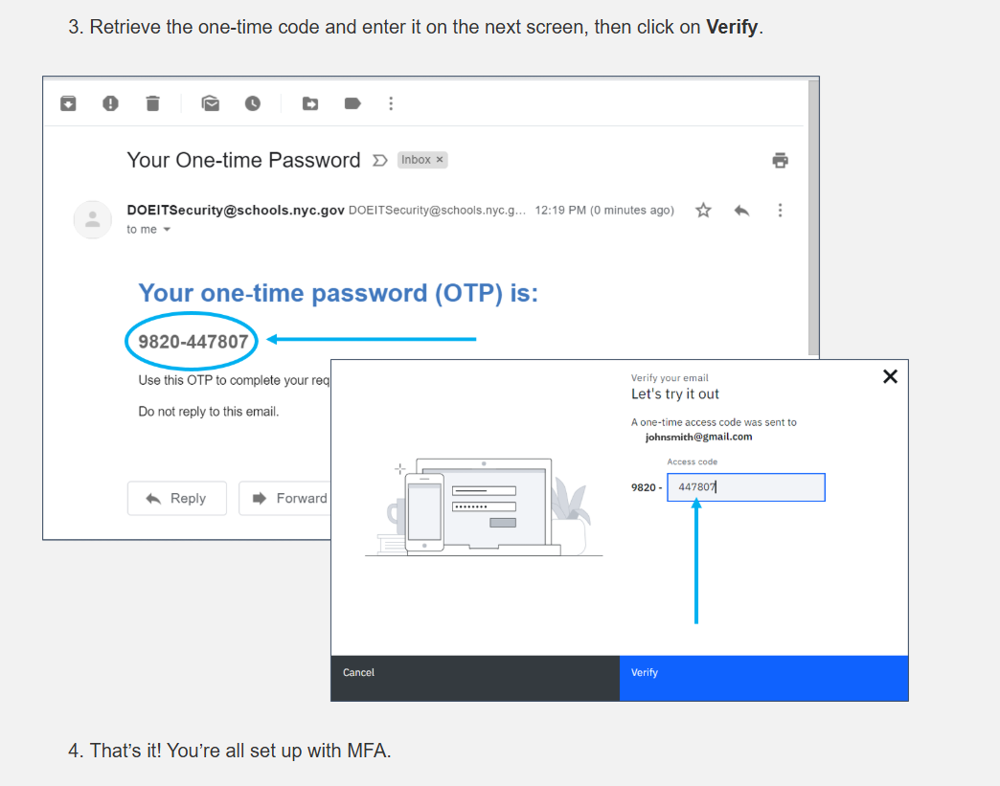 3. Retrieve the one-time code and enter it on the next screen, then click on Verify.
Your One-time Password Inbox ×
DOEITSecurity@schools.nyc.gov DOEITSecurity@schools.nyc.g... 12:19 PM (0 minutes ago)
to me
Your one-time password (OTP) is:
9820-447807
Use this OTP to complete your req
Do not reply to this email.
Reply Forward
Verify your email
Let's try it out
A one-time access code was sent to
johnsmith@gmail.com
Access code
9820 - 447807
Cancel Verify
4. That’s it! You’re all set up with MFA.